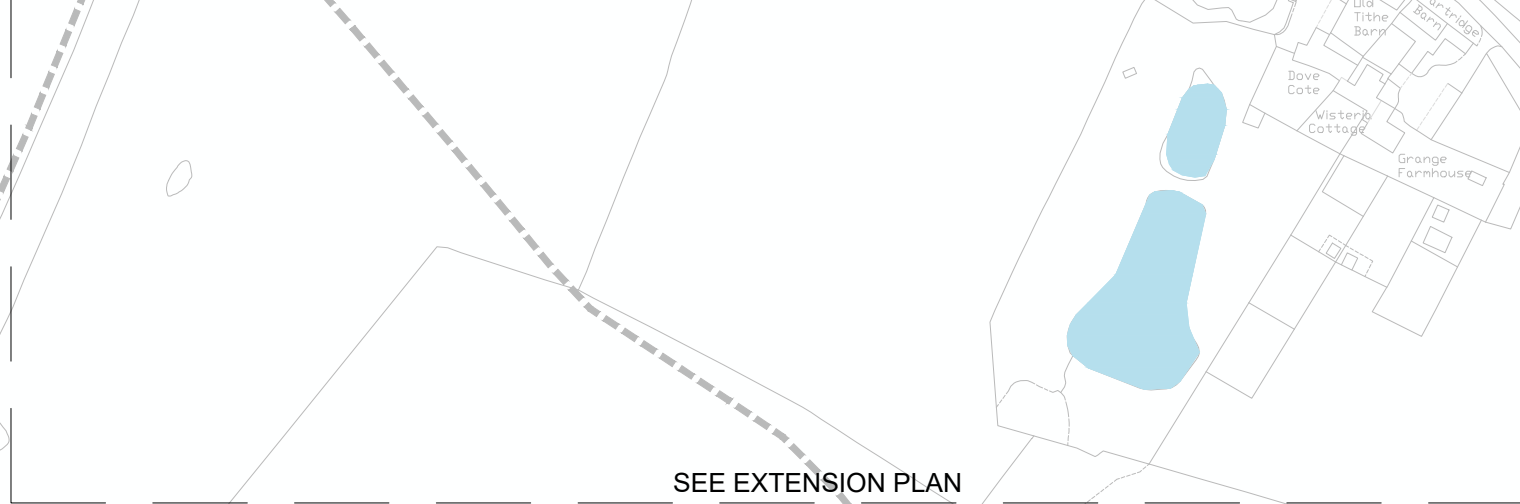 Old
Tithe
Barn
Partridge
Barn
Dove
Cote
Wisteria
Cottage
Grange
Farmhouse
SEE EXTENSION PLAN